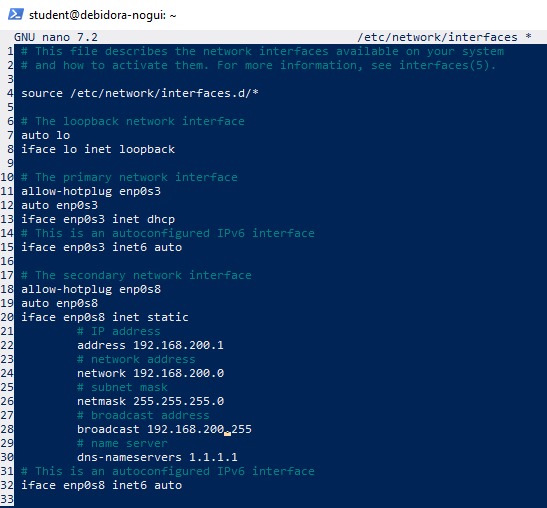 student@debidora-nogui: ~
GNU nano 7.2 /etc/network/interfaces *
1 # This file describes the network interfaces available on your system
2 # and how to activate them. For more information, see interfaces(5).
3
4 source /etc/network/interfaces.d/*
5
6 # The loopback network interface
7 auto lo
8 iface lo inet loopback
9
10 # The primary network interface
11 allow-hotplug enp0s3
12 auto enp0s3
13 iface enp0s3 inet dhcp
14 # This is an autoconfigured IPv6 interface
15 iface enp0s3 inet6 auto
16
17 # The secondary network interface
18 allow-hotplug enp0s8
19 auto enp0s8
20 iface enp0s8 inet static
21 # IP address
22 address 192.168.200.1
23 # network address
24 network 192.168.200.0
25 # subnet mask
26 netmask 255.255.255.0
27 # broadcast address
28 broadcast 192.168.200.255
29 # name server
30 dns-nameservers 1.1.1.1
31 # This is an autoconfigured IPv6 interface
32 iface enp0s8 inet6 auto
33